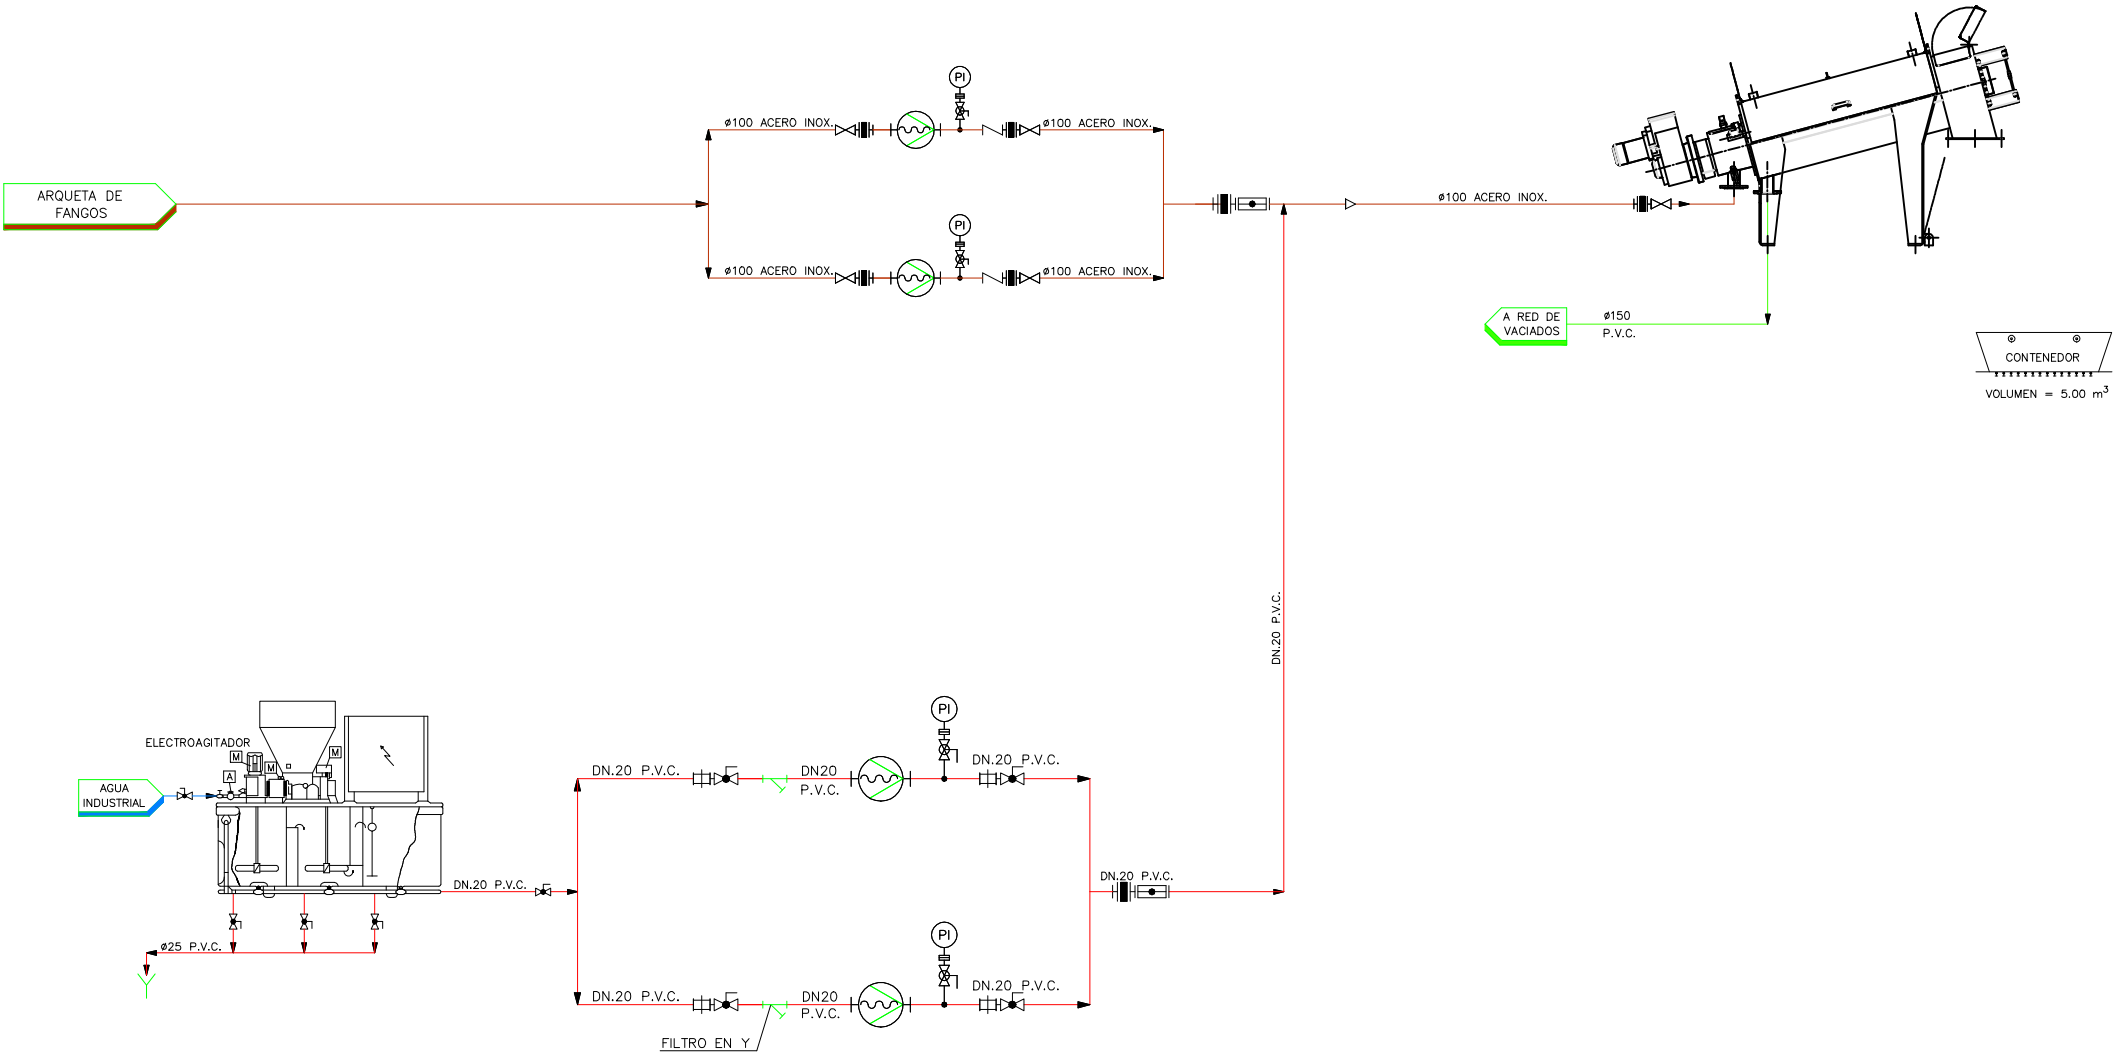 PI
ø100 ACERO INOX.
ø100 ACERO INOX.
ARQUETA DE
FANGOS
ø100 ACERO INOX.
PI
ø100 ACERO INOX.
ø100 ACERO INOX.
A RED DE
VACIADOS
ø150
P.V.C.
CONTENEDOR
VOLUMEN = 5.00 m³
DN.20 P.V.C.
ELECTROAGITADOR
M
M
M
A
AGUA
INDUSTRIAL
PI
DN.20 P.V.C.
DN20
P.V.C.
DN.20 P.V.C.
DN.20 P.V.C.
DN.20 P.V.C.
ø25 P.V.C.
PI
DN.20 P.V.C.
DN20
P.V.C.
DN.20 P.V.C.
FILTRO EN Y